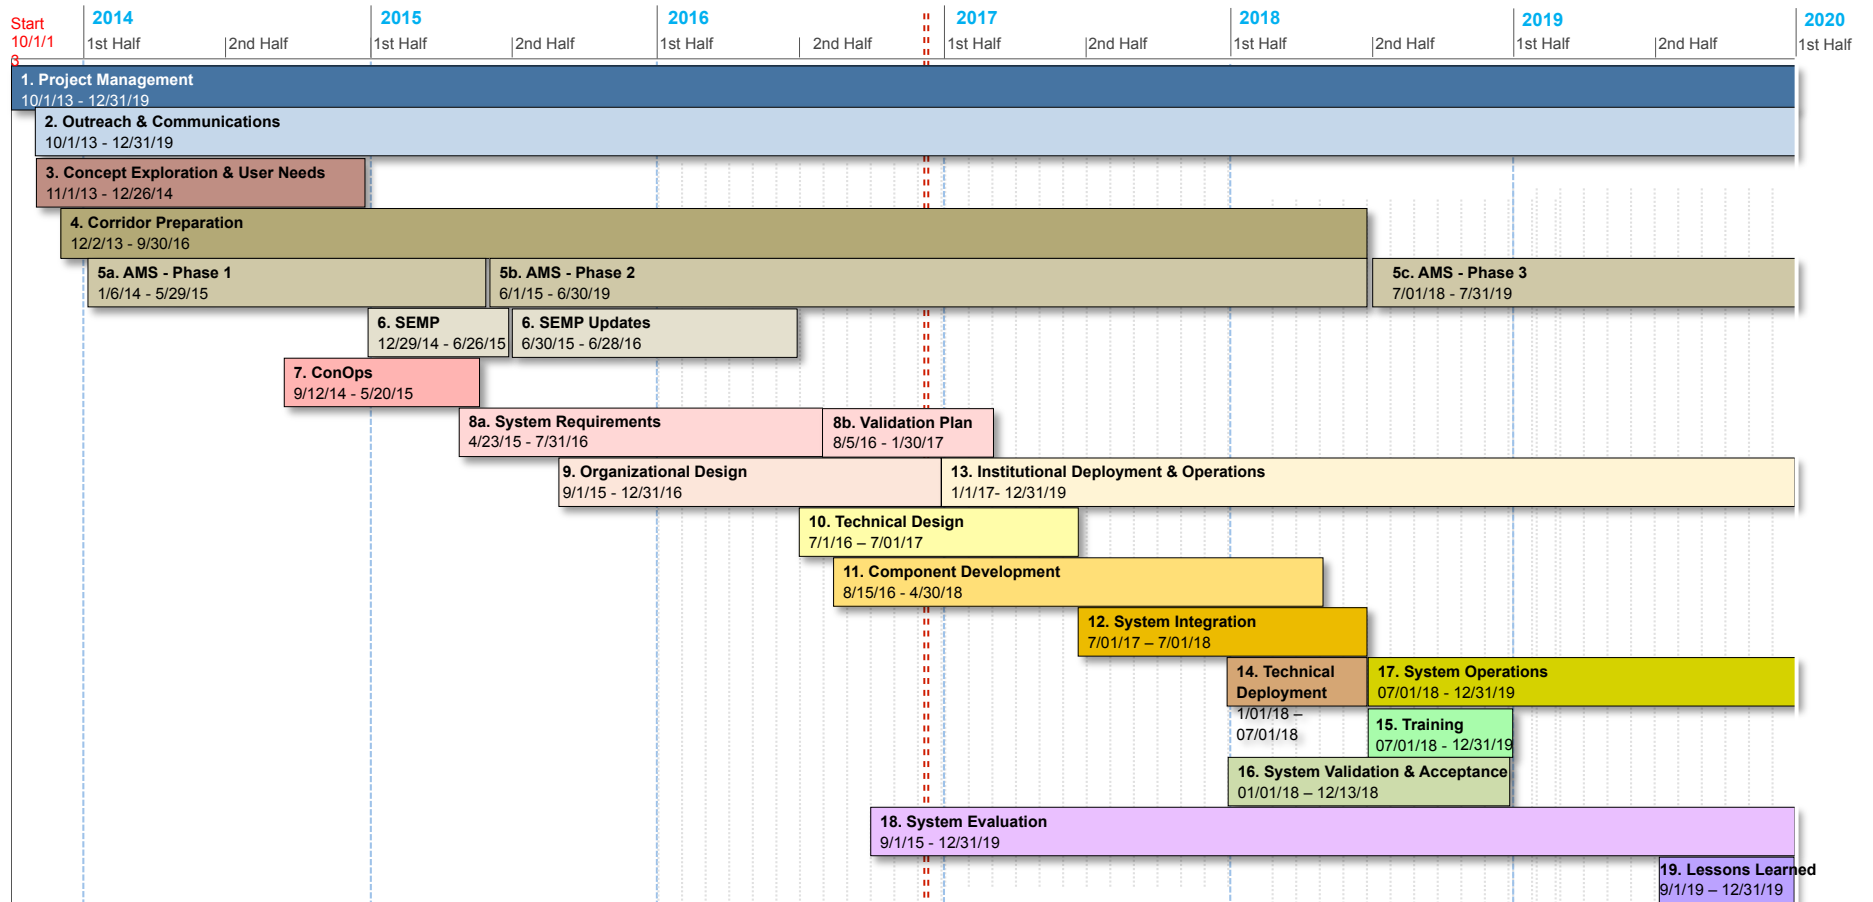 Start
10/1/1
3
2014
2015
2016
2017
2018
2019
2020
1st Half
2nd Half
1st Half
2nd Half
1st Half
2nd Half
1st Half
2nd Half
1st Half
2nd Half
1st Half
2nd Half
1st Half
1. Project Management
10/1/13 - 12/31/19
2. Outreach & Communications
10/1/13 - 12/31/19
3. Concept Exploration & User Needs
11/1/13 - 12/26/14
4. Corridor Preparation
12/2/13 - 9/30/16
5a. AMS - Phase 1
1/6/14 - 5/29/15
5b. AMS - Phase 2
6/1/15 - 6/30/19
5c. AMS - Phase 3
7/01/18 - 7/31/19
6. SEMP
12/29/14 - 6/26/15
6. SEMP Updates
6/30/15 - 6/28/16
7. ConOps
9/12/14 - 5/20/15
8a. System Requirements
4/23/15 - 7/31/16
8b. Validation Plan
8/5/16 - 1/30/17
9. Organizational Design
9/1/15 - 12/31/16
13. Institutional Deployment & Operations
1/1/17- 12/31/19
10. Technical Design
7/1/16 – 7/01/17
11. Component Development
8/15/16 - 4/30/18
12. System Integration
7/01/17 – 7/01/18
14. Technical
Deployment
1/01/18 –
07/01/18
17. System Operations
07/01/18 - 12/31/19
15. Training
07/01/18 - 12/31/19
16. System Validation & Acceptance
01/01/18 – 12/13/18
18. System Evaluation
9/1/15 - 12/31/19
19. Lessons Learned
9/1/19 – 12/31/19